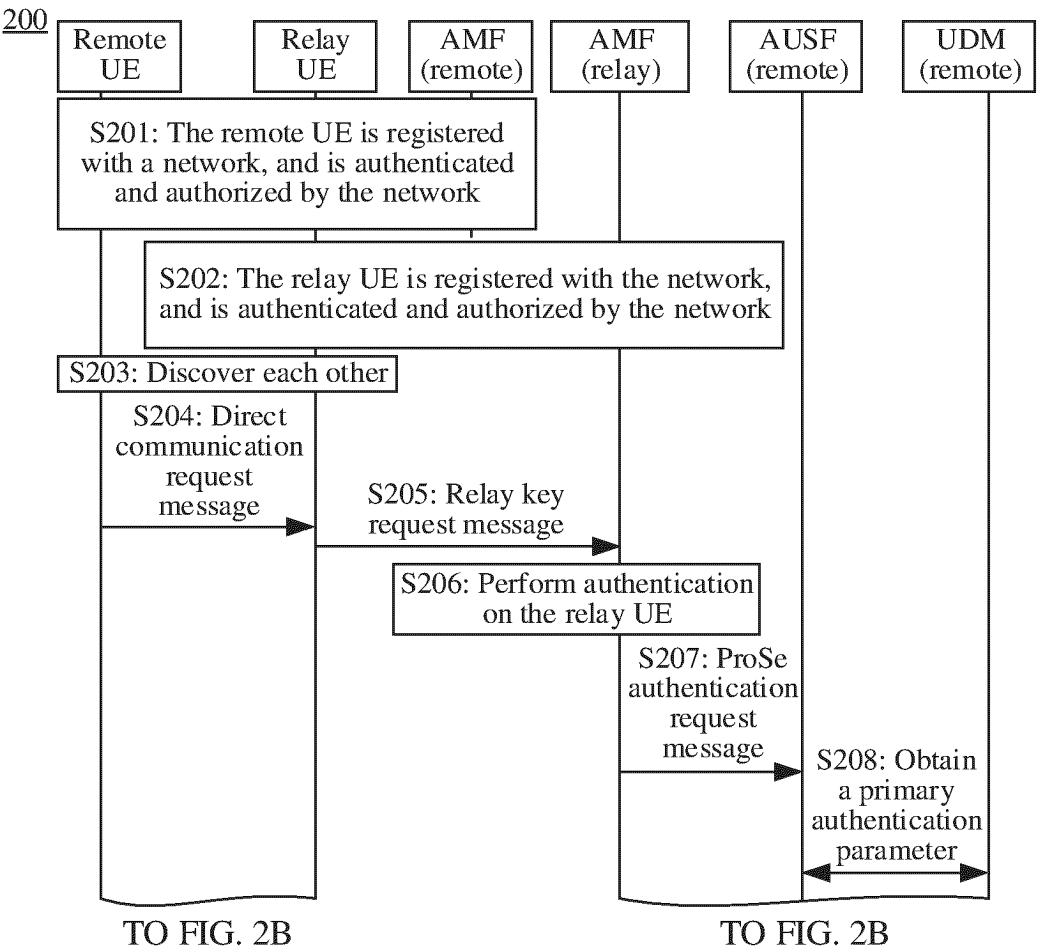 200
Remote
UE
Relay
UE
AMF
(remote)
AMF
(relay)
AUSF
(remote)
UDM
(remote)
S201: The remote UE is registered
with a network, and is authenticated
and authorized by the network
S202: The relay UE is registered with the network,
and is authenticated and authorized by the network
S203: Discover each other
S204: Direct
communication
request
message
S205: Relay key
request message
S206: Perform authentication
on the relay UE
S207: ProSe
authentication
request
message
S208: Obtain
a primary
authentication
parameter
TO FIG. 2B
TO FIG. 2B